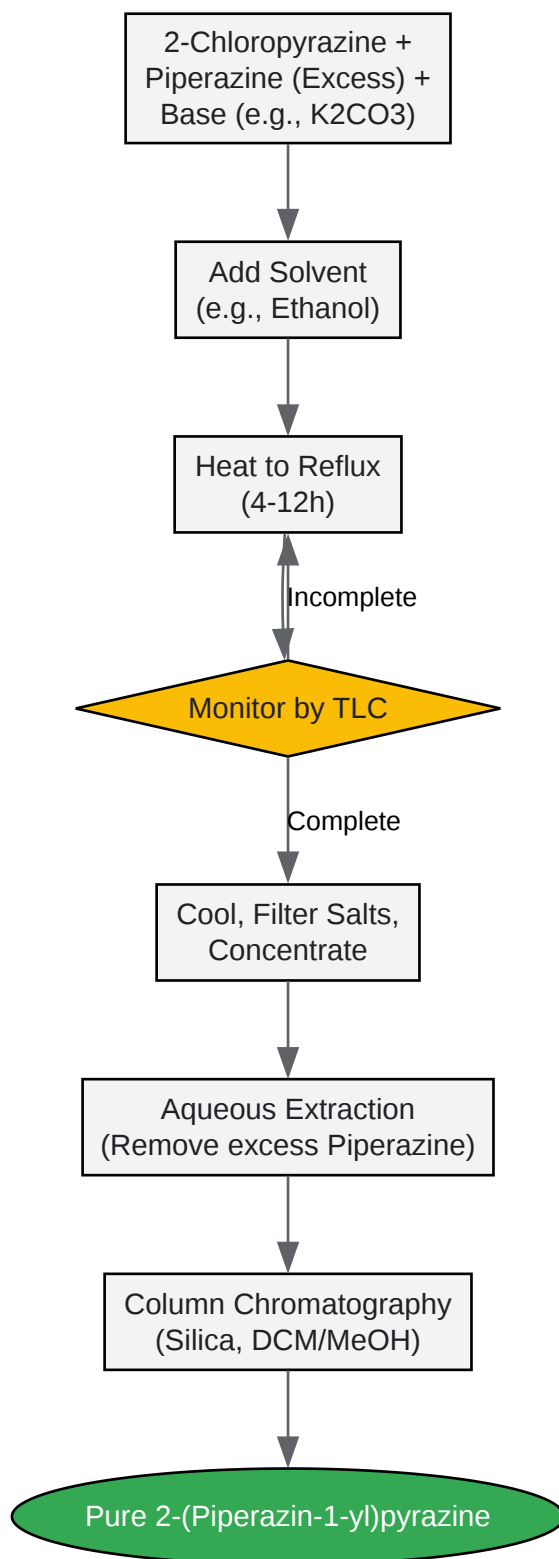 2-Chloropyrazine +
Piperazine (Excess) +
Base (e.g., K2CO3)
Add Solvent
(e.g., Ethanol)
Heat to Reflux
(4-12h)
Incomplete
Monitor by TLC
Complete
Cool, Filter Salts,
Concentrate
Aqueous Extraction
(Remove excess Piperazine)
Column Chromatography
(Silica, DCM/MeOH)
Pure 2-(Piperazin-1-yl)pyrazine